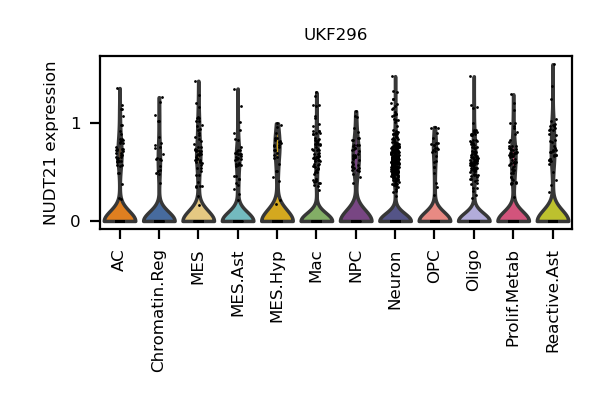 UKF296
NUDT21 expression
1
0
AC
Chromatin.Reg
MES
MES.Ast
MES.Hyp
Mac
NPC
Neuron
OPC
Oligo
Prolif.Metab
Reactive.Ast